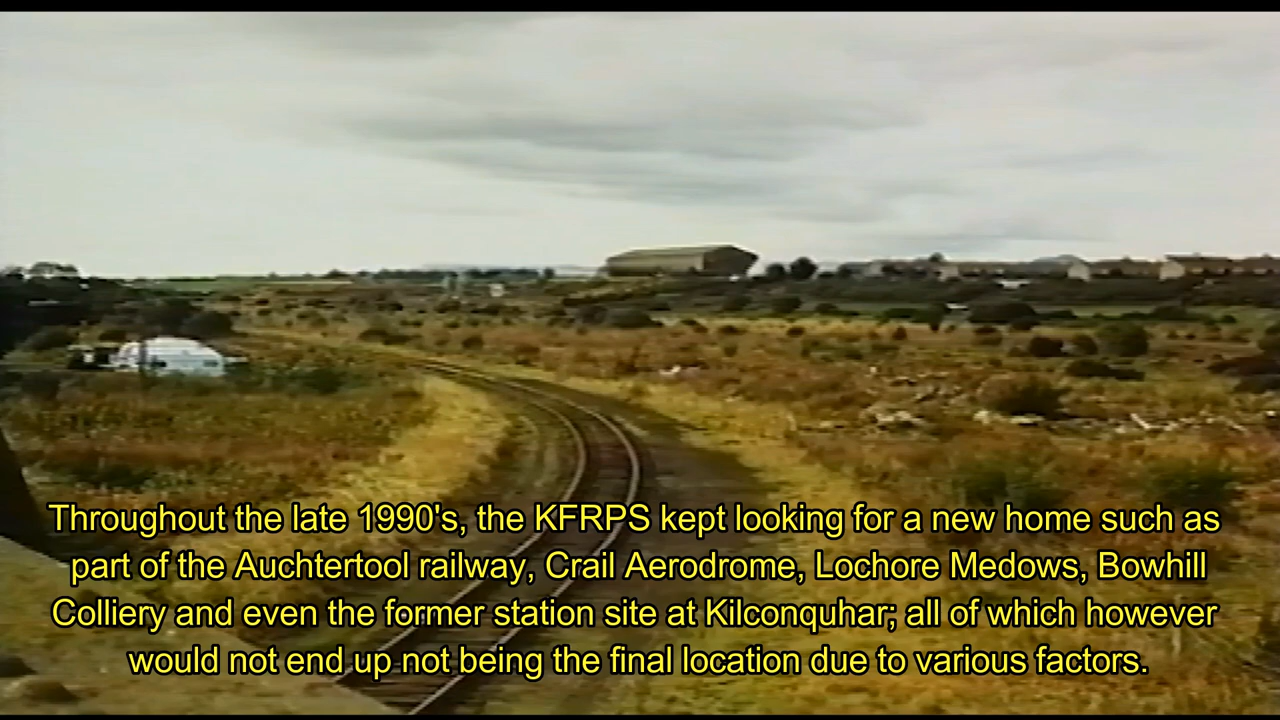 Throughout the late 1990's, the KFRPS kept looking for a new home such as
part of the Auchtertool railway, Crail Aerodrome, Lochore Medows, Bowhill
Colliery and even the former station site at Kilconquhar; all of which however
would not end up not being the final location due to various factors.